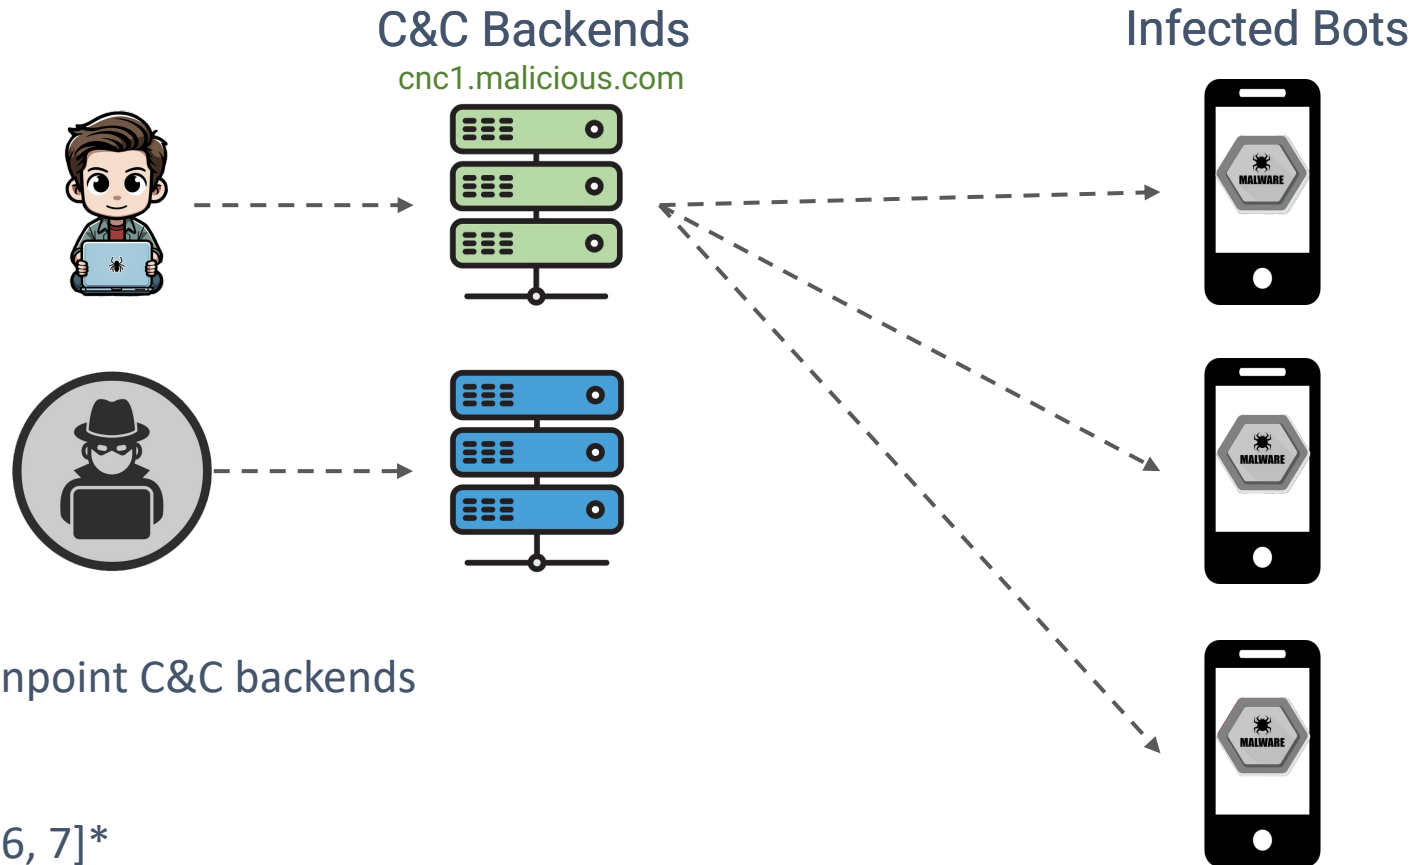 C&C Backends
Infected Bots
cnc1.malicious.com
MALWARE
MALWARE
npoint C&C backends
MALWARE
6, 7]*